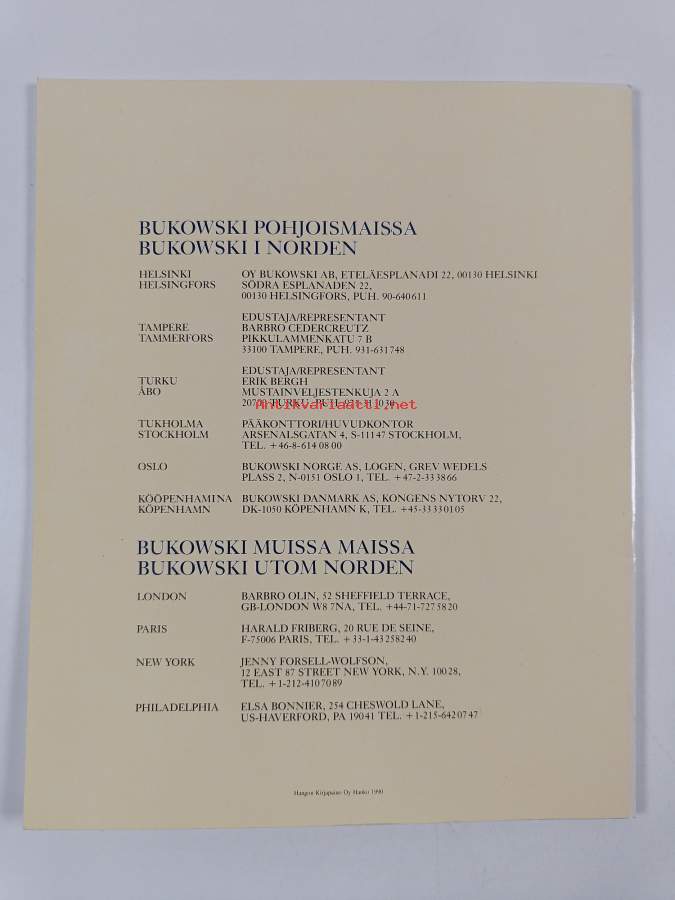 BUKOWSKI POHJOISMAISSA
BUKOWSKI I NORDEN
HELSINKI OY BUKOWSKI AB, ETELÄESPLANADI 22, 00130 HELSINKI
HELSINGFORS SÖDRA ESPLANADEN 22,
00130 HELSINGFORS, PUH. 90-640611
EDUSTAJA/REPRESENTANT
TAMPERE BARBRO CEDERCREUTZ
TAMMERFORS PIKKULAMMENKATU 7 B
33100 TAMPERE, PUH. 931-631748
EDUSTAJA/REPRESENTANT
TURKU ERIK BERGH
ÅBO MUSTAINVELJESTENKUJA 2 A
TURKU, PUH.
Antikvariaatti.net
TUKHOLMA PÄÄKONTTORI/HUVUDKONTOR
STOCKHOLM ARSENALSGATAN 4, S-11147 STOCKHOLM,
TEL. +46-8-614 08 00
OSLO BUKOWSKI NORGE AS, LOGEN, GREV WEDELS
PLASS 2, N-0151 OSLO 1, TEL. +47-2-333866
KÖÖPENHAMINA BUKOWSKI DANMARK AS, KONGENS NYTORV 22,
KÖPENHAMN DK-1050 KÖPENHAMN K, TEL. +45-33330105
BUKOWSKI MUISSA MAISSA
BUKOWSKI UTOM NORDEN
LONDON BARBRO OLIN, 52 SHEFFIELD TERRACE,
GB-LONDON W8 7NA, TEL. +44-71-7275820
PARIS HARALD FRIBERG, 20 RUE DE SEINE,
F-75006 PARIS, TEL. +33-1-43258240
NEW YORK JENNY FORSELL-WOLFSON,
12 EAST 87 STREET NEW YORK, N.Y. 10028,
TEL. +1-212-4107089
PHILADELPHIA ELSA BONNIER, 254 CHESWOLD LANE,
US-HAVERFORD, PA 19041 TEL. +1-215-6420747
Hangon Kirjapaino Oy Hanko 1990